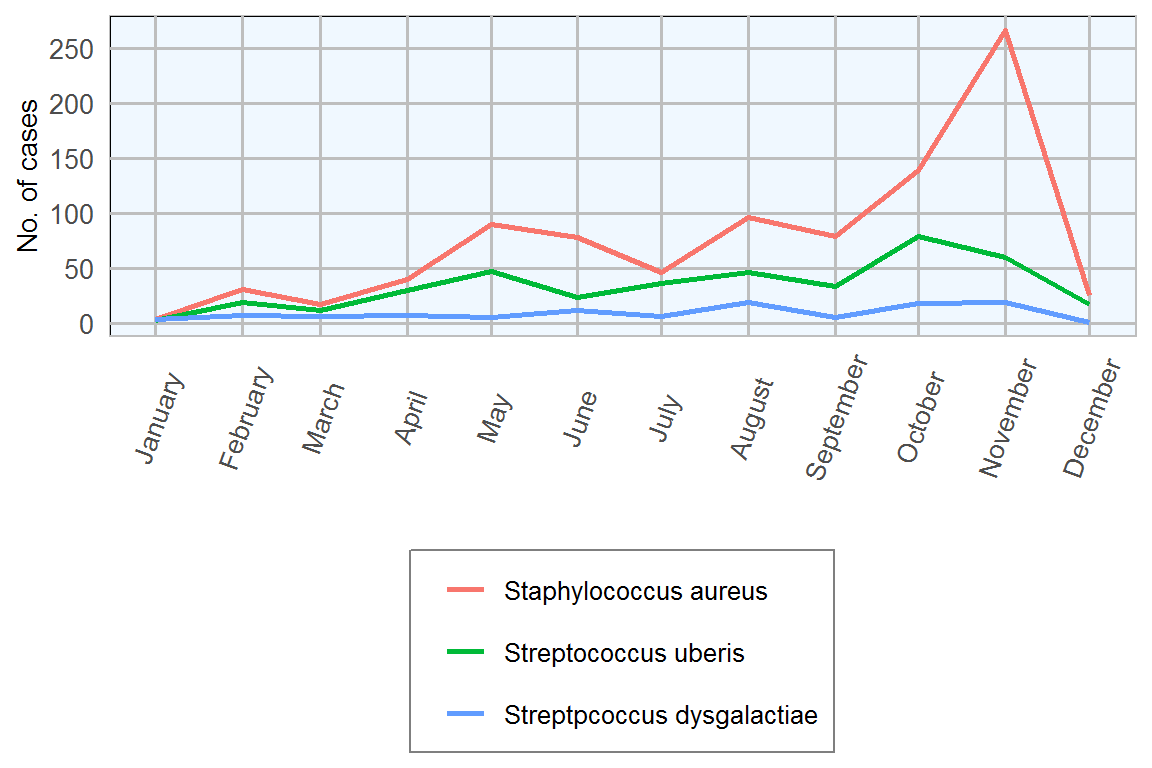 No. of cases
250
200
150
100
50
0
January
February
March
April
May
June
July
August
September
October
November
December
Staphylococcus aureus
Streptococcus uberis
Streptpcoccus dysgalactiae